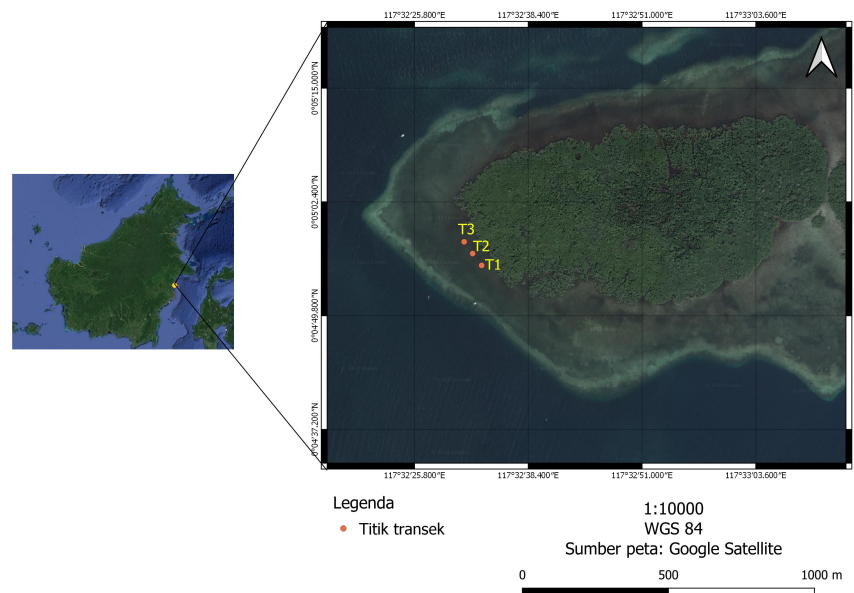 117°32'25.800"E 117°32'38.400"E 117°32'51.000"E 117°33'03.600"E
0°05'15.000"N
0°05'02.400"N
0°04'49.800"N
0°04'37.200"N
T3
T2
T1
117°32'25.800"E 117°32'38.400"E 117°32'51.000"E 117°33'03.600"E
Legenda
Titik transek
1:10000
WGS 84
Sumber peta: Google Satellite
0 500 1000 m